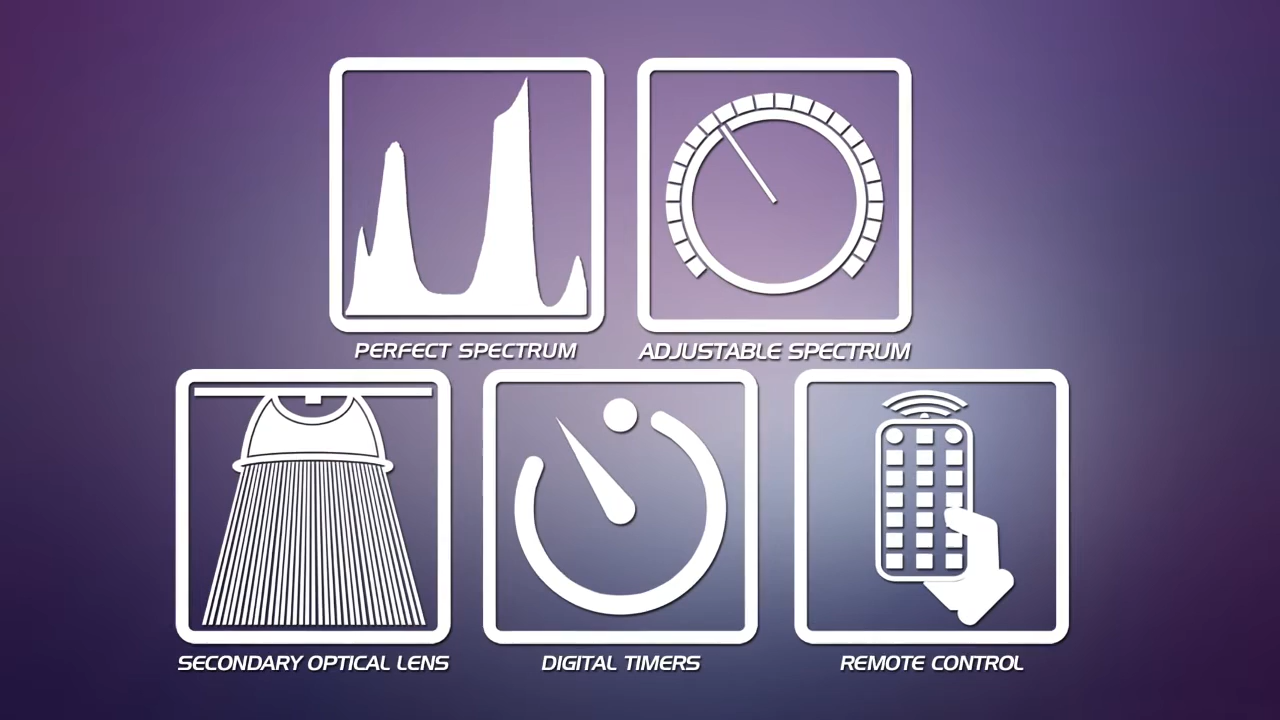 PERFECT SPECTRUM
ADJUSTABLE SPECTRUM
SECONDARY OPTICAL LENS
DIGITAL TIMERS
REMOTE CONTROL